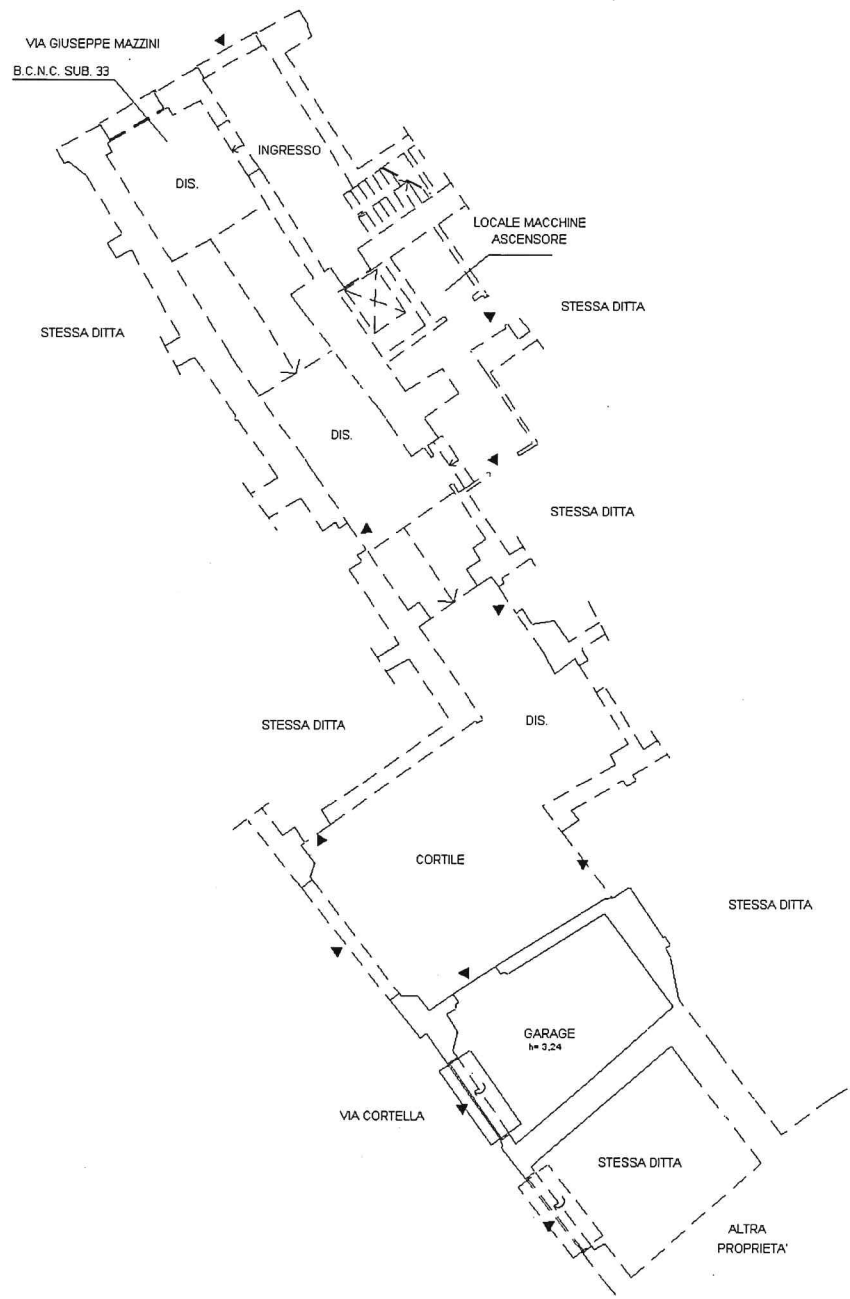 VIA GIUSEPPE MAZZINI
B.C.N.C. SUB. 33
INGRESSO
DIS.
LOCALE MACCHINE
ASCENSORE
STESSA DITTA
STESSA DITTA
DIS.
STESSA DITTA
STESSA DITTA
DIS.
CORTILE
STESSA DITTA
GARAGE
h= 3,24
VIA CORTELLA
STESSA DITTA
ALTRA
PROPRIETA'